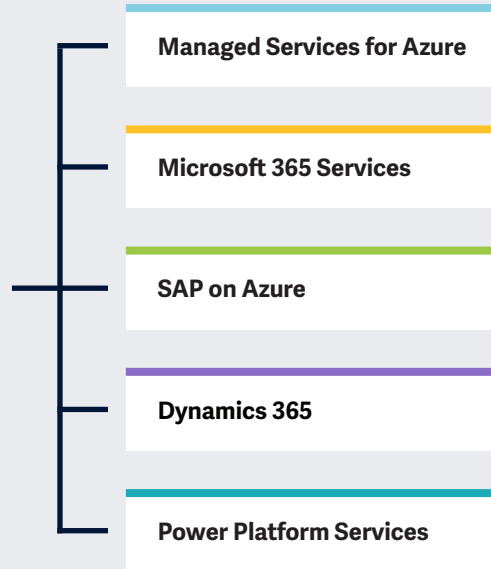 Managed Services for Azure
Microsoft 365 Services
SAP on Azure
Dynamics 365
Power Platform Services